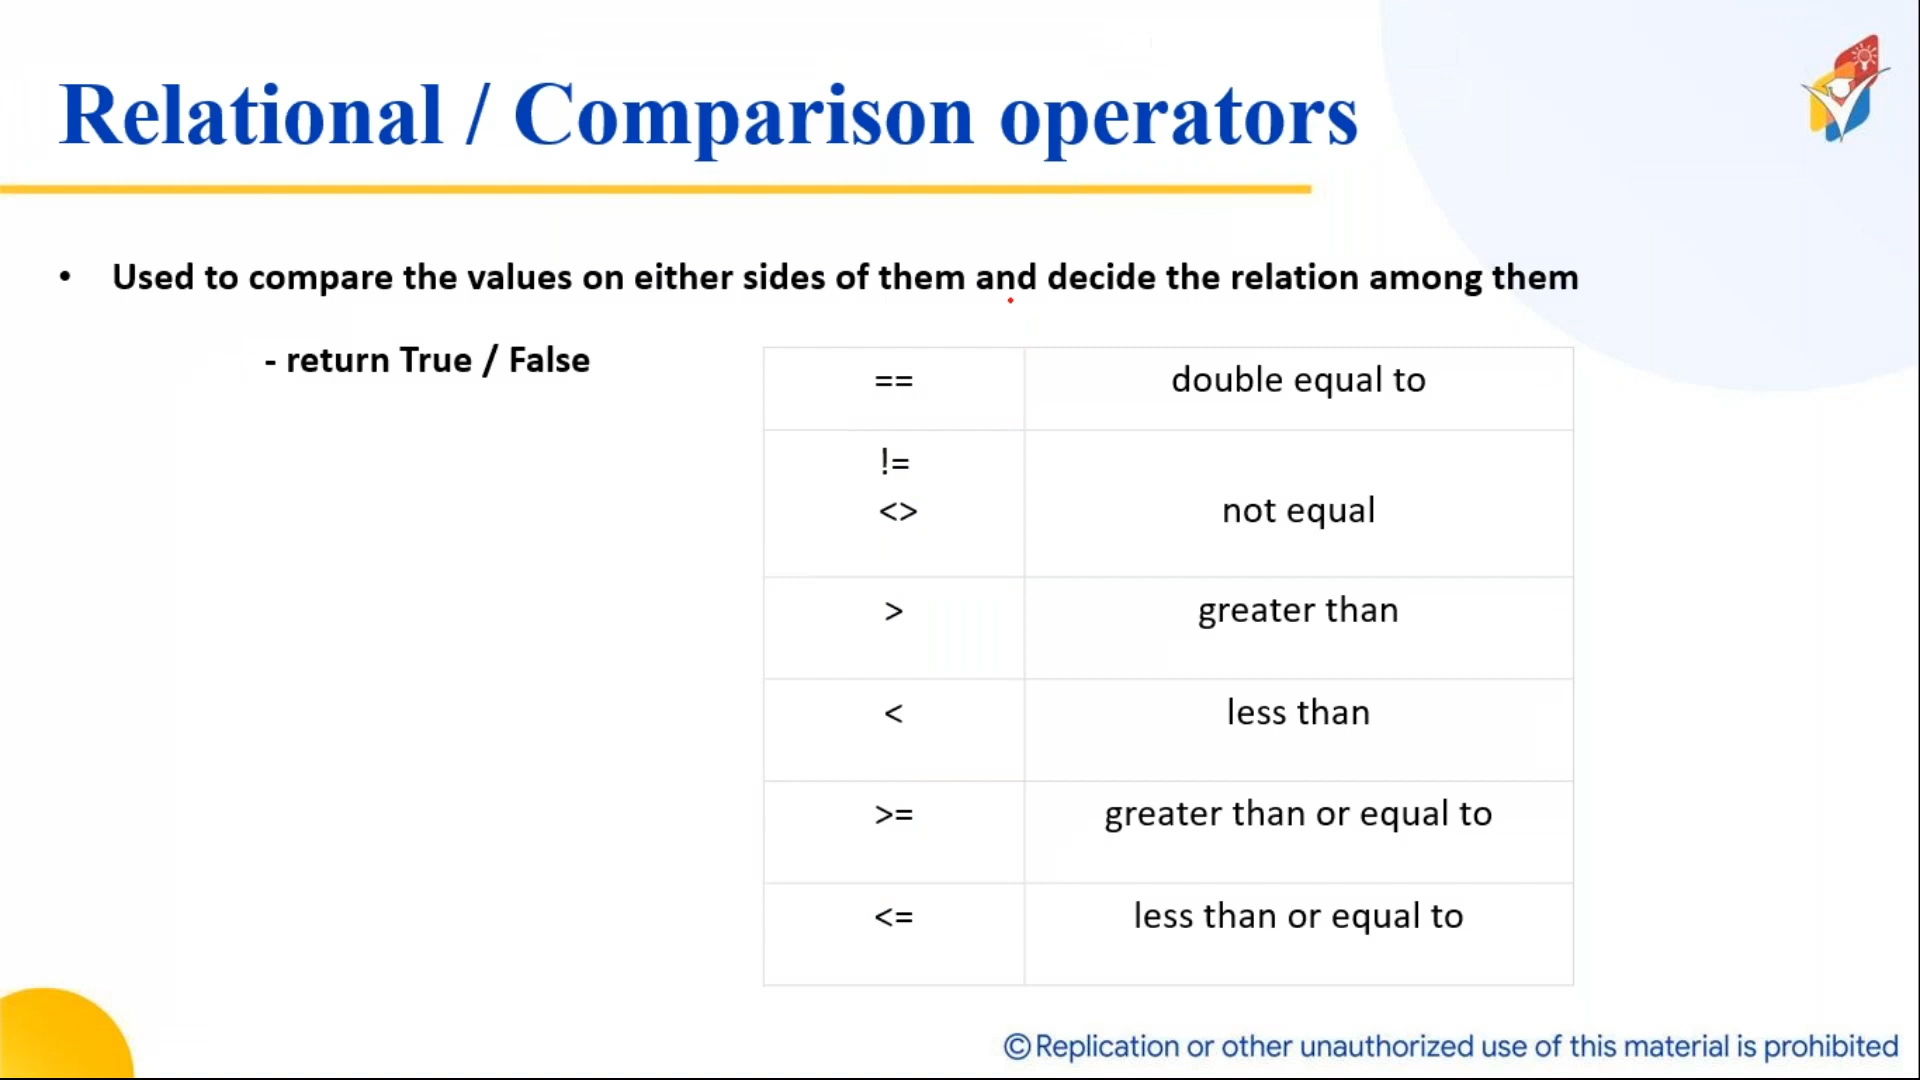 Relational / Comparison operators
• Used to compare the values on either sides of them and decide the relation among them
- return True / False
== double equal to
!=
<> not equal
> greater than
< less than
>= greater than or equal to
<= less than or equal to
©Replication or other unauthorized use of this material is prohibited